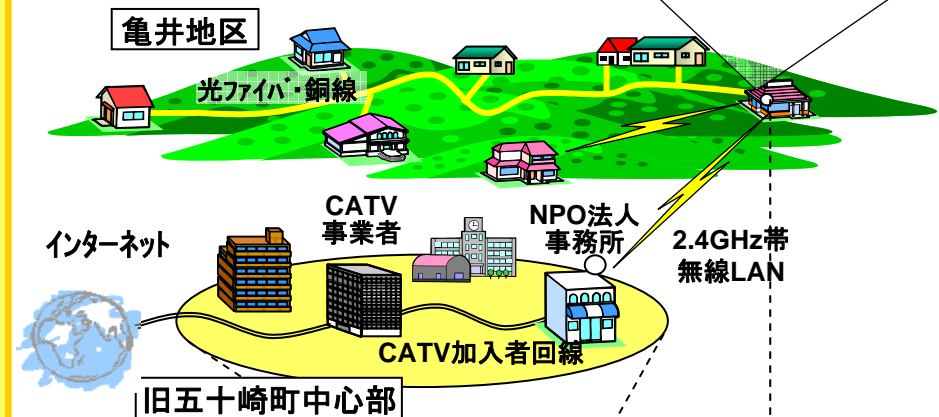 亀井地区
光ファイバ・銅線
CATV
事業者
NPO法人
事務所
インターネット
2.4GHz帯
無線LAN
CATV加入者回線
旧五十崎町中心部